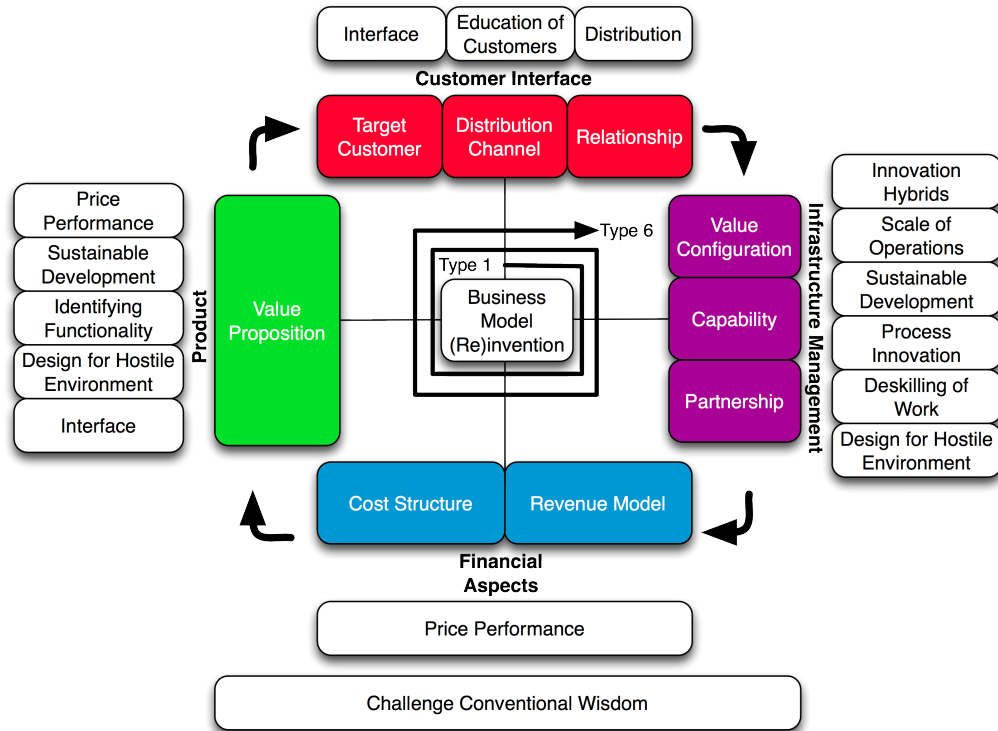 Interface
Education of
Customers
Distribution
Customer Interface
Target
Customer
Distribution
Channel
Relationship
Price
Performance
Sustainable
Development
Identifying
Functionality
Design for Hostile
Environment
Interface
Product
Value
Proposition
Type 6
Type 1
Business
Model
(Re)invention
Value
Configuration
Capability
Partnership
Infrastructure Management
Innovation
Hybrids
Scale of
Operations
Sustainable
Development
Process
Innovation
Deskilling of
Work
Design for Hostile
Environment
Cost Structure
Revenue Model
Financial
Aspects
Price Performance
Challenge Conventional Wisdom